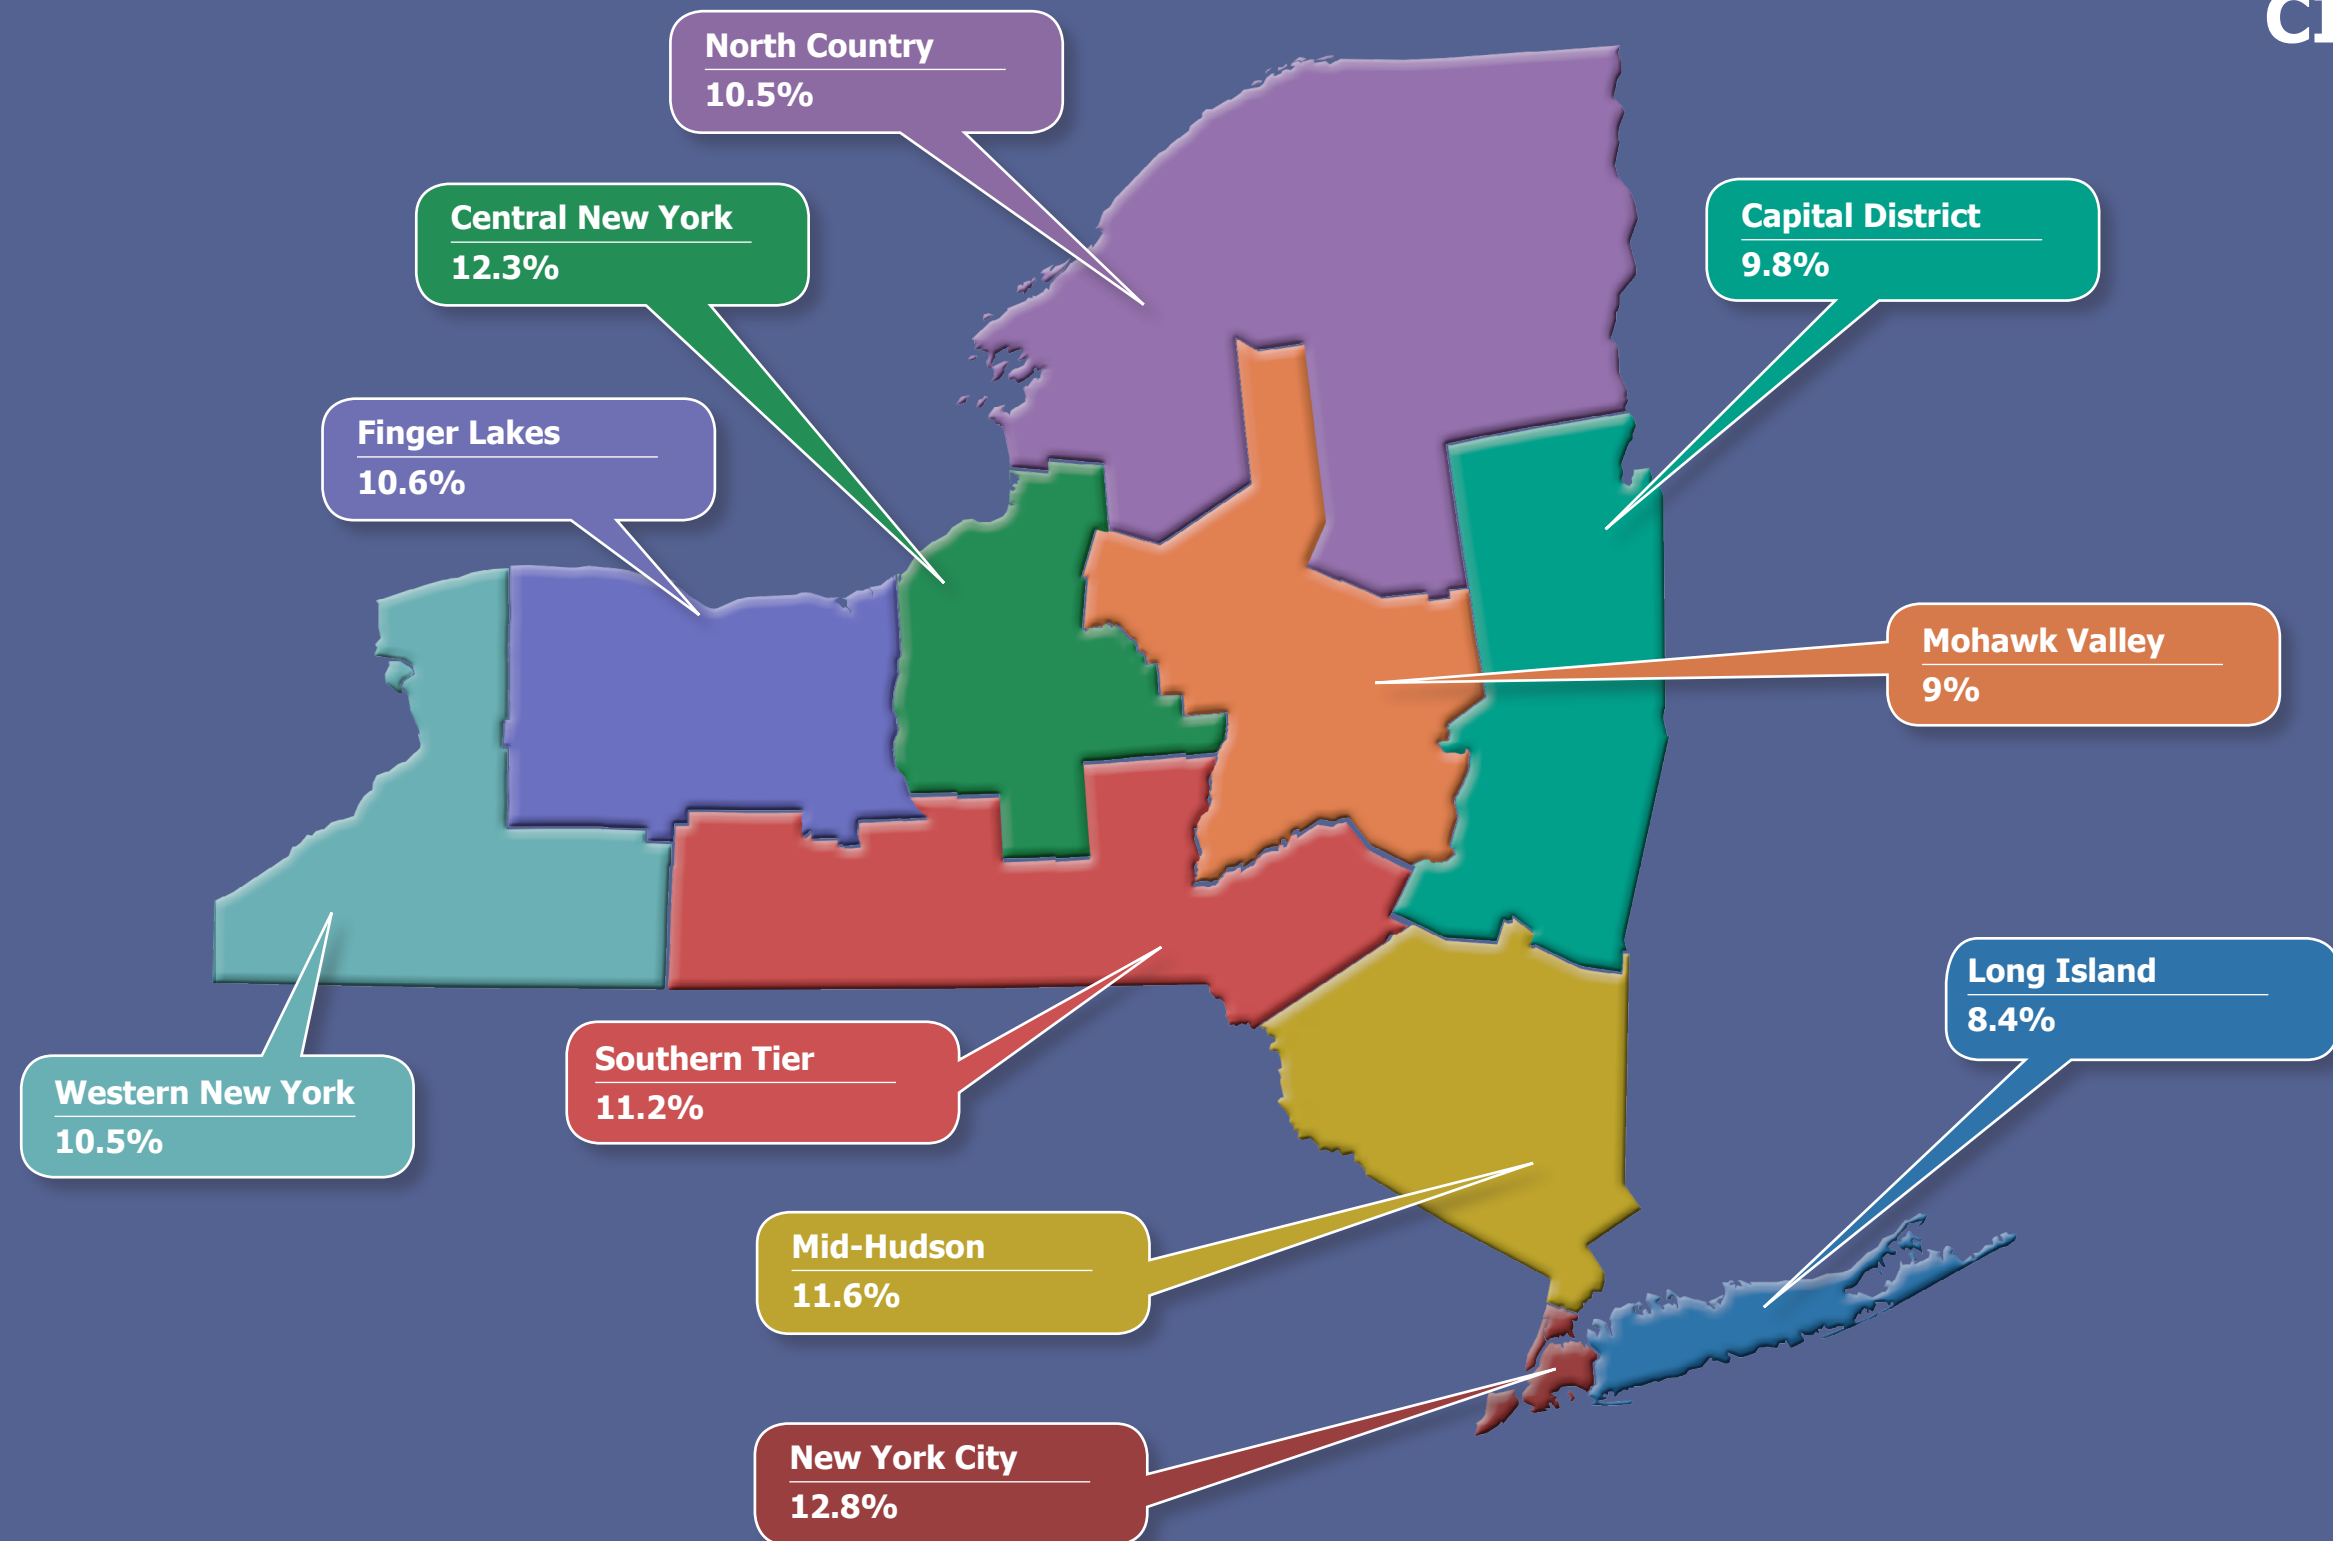 North Country
10.5%
Central New York
12.3%
Capital District
9.8%
Finger Lakes
10.6%
Mohawk Valley
9%
Long Island
8.4%
Southern Tier
11.2%
Western New York
10.5%
Mid-Hudson
11.6%
New York City
12.8%